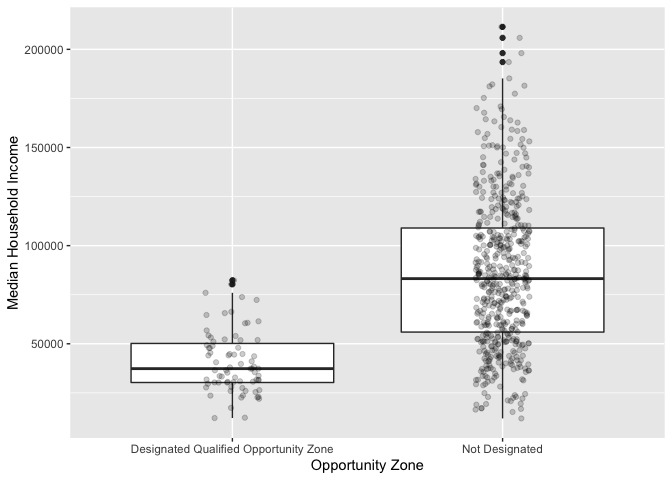 Median Household Income
200000
150000
100000
50000
Designated Qualified Opportunity Zone
Not Designated
Opportunity Zone